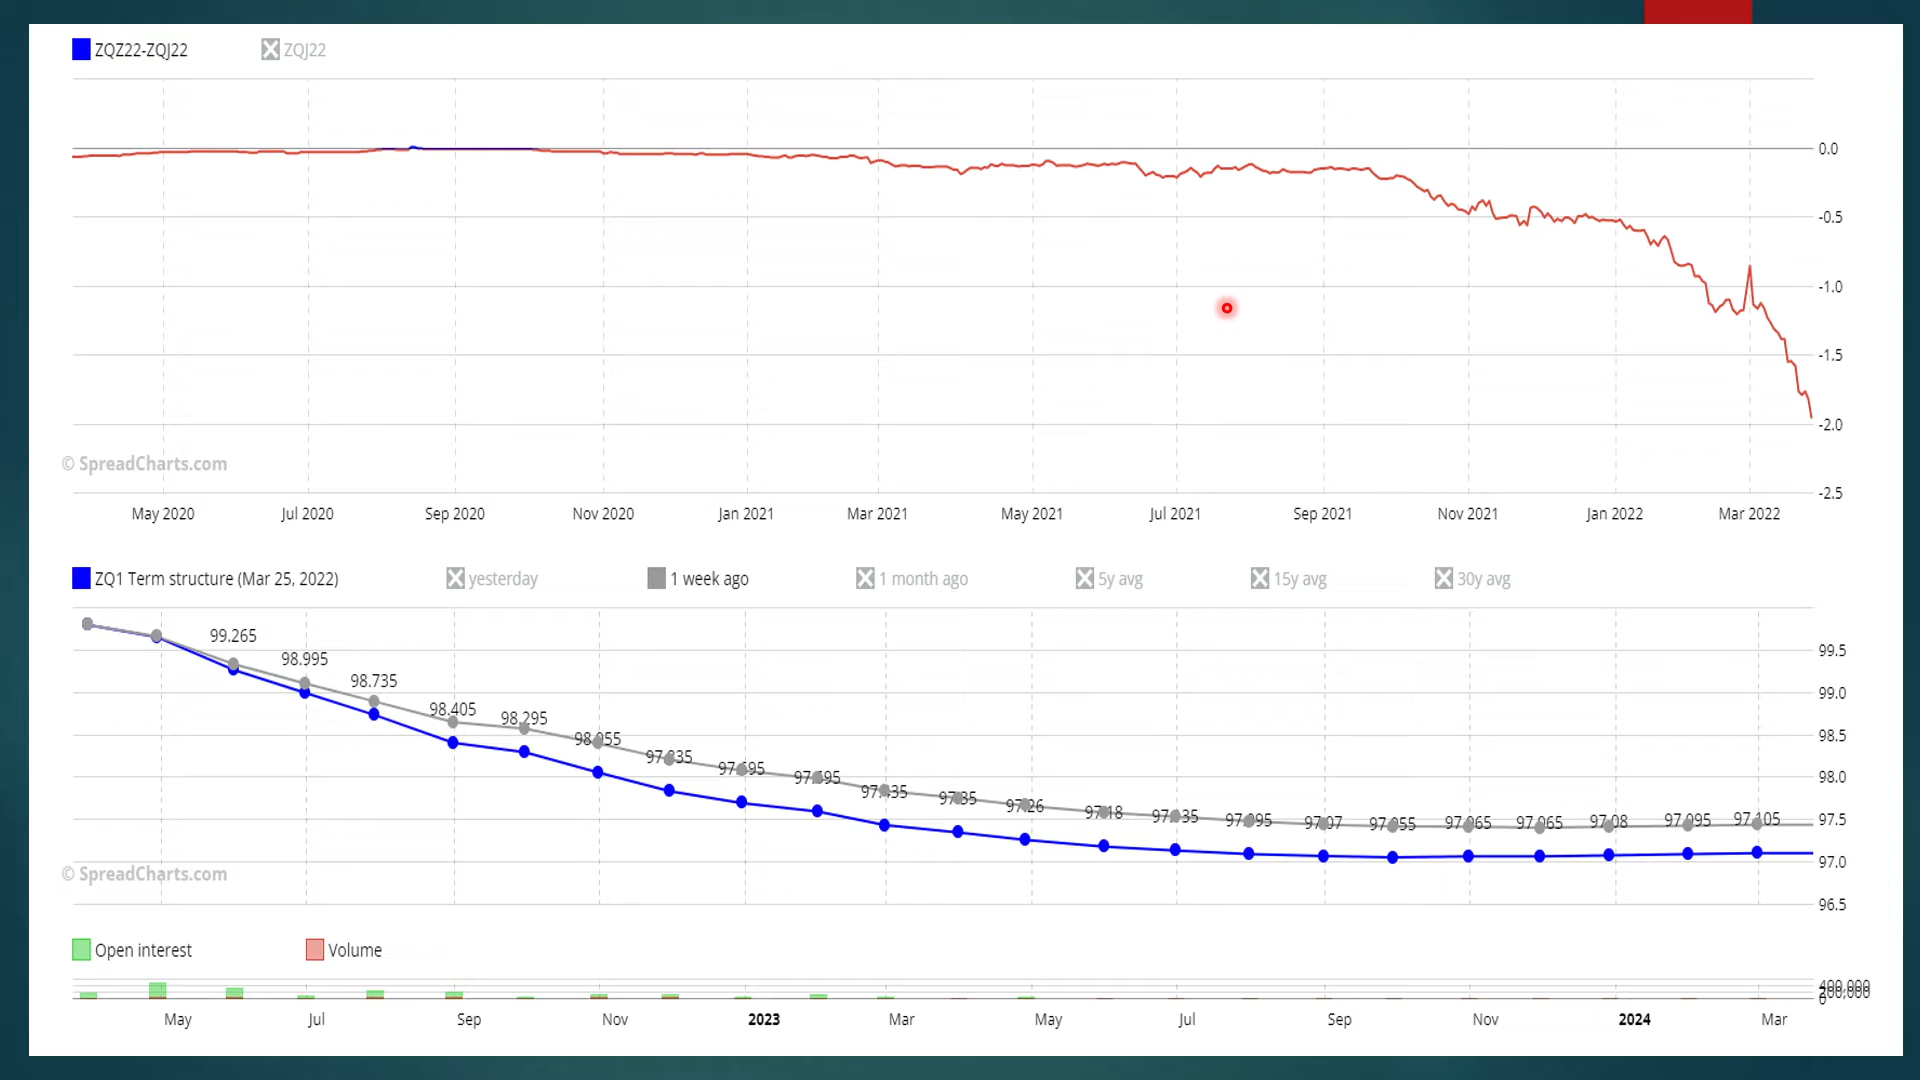 ZQZ22-ZQJ22 ZQJ22
0.0
-0.5
-1.0
-1.5
-2.0
© SpreadCharts.com
-2.5
May 2020 Jul 2020 Sep 2020 Nov 2020 Jan 2021 Mar 2021 May 2021 Jul 2021 Sep 2021 Nov 2021 Jan 2022 Mar 2022
ZQ1 Term structure (Mar 25, 2022) yesterday 1 week ago 1 month ago 5y avg 15y avg 30y avg
99.265 98.995 98.735 98.405 98.295
99.5
99.0
98.5
98.0
97.5
97.0
96.5
© SpreadCharts.com
Open interest Volume
400,000
200,000
0
May Jul Sep Nov 2023 Mar May Jul Sep Nov 2024 Mar